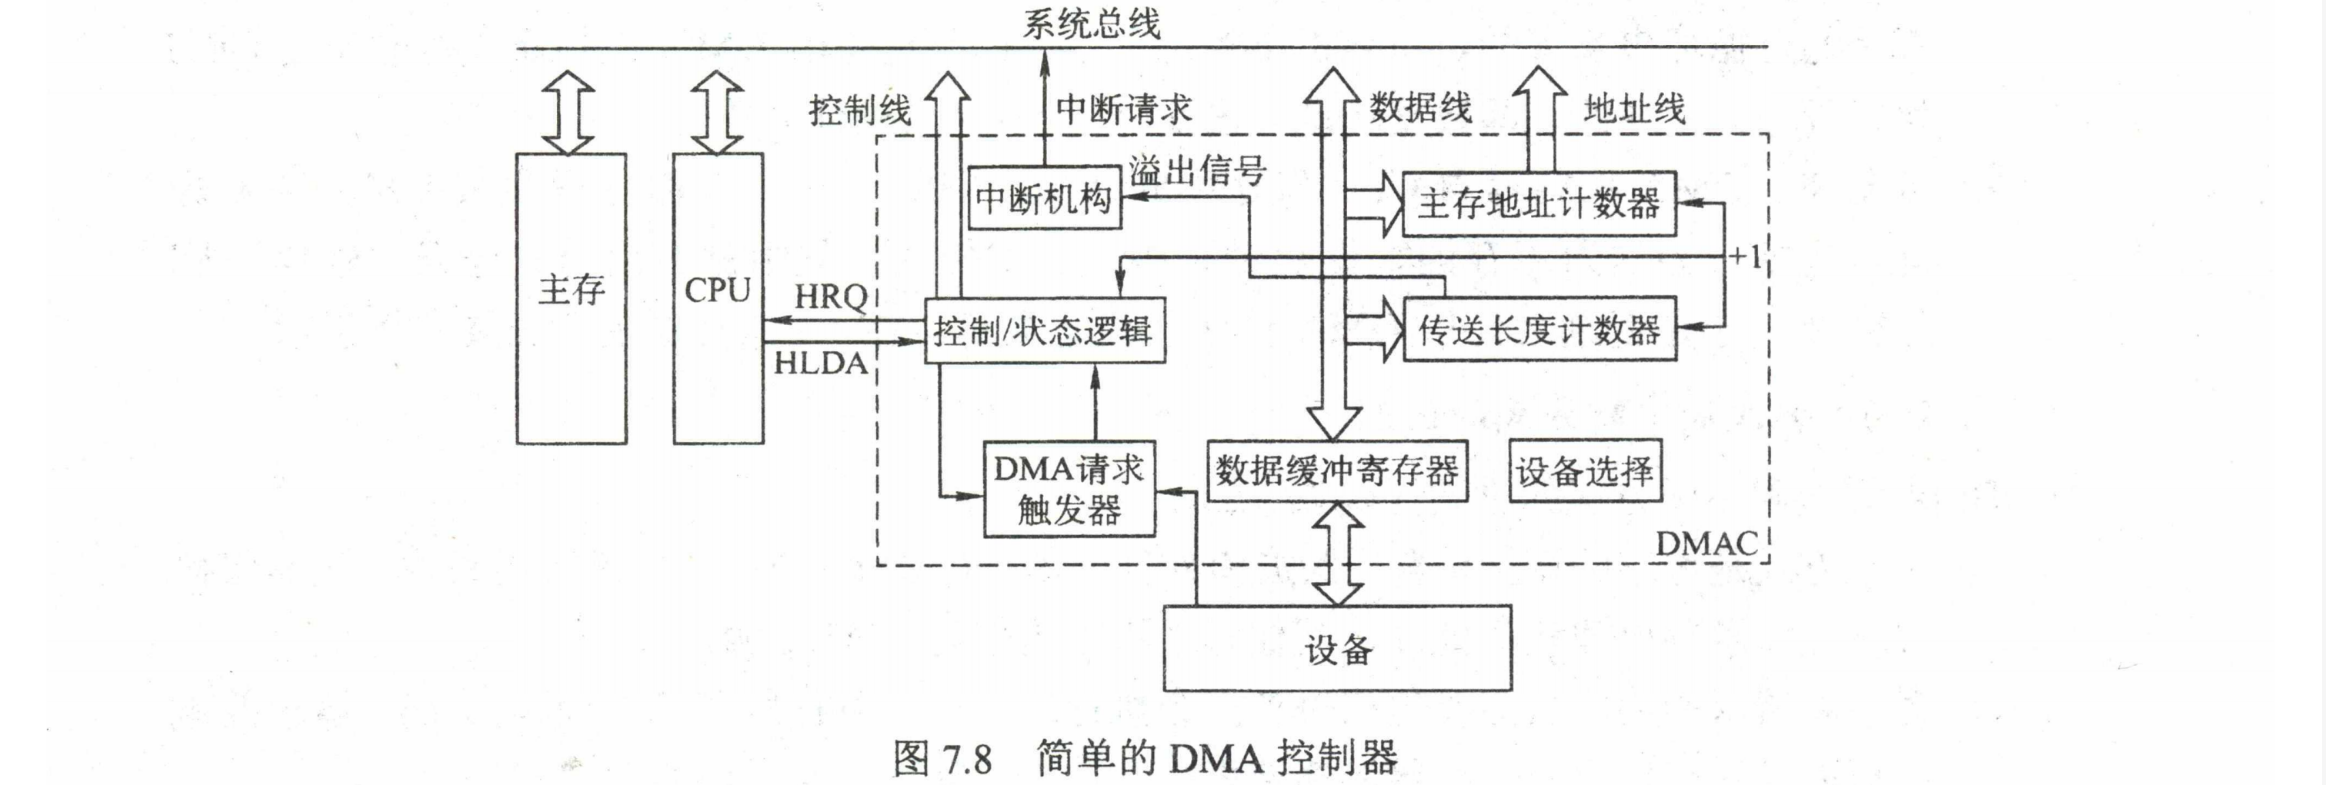 系统总线
控制线
中断请求
数据线
地址线
溢出信号
中断机构
主存地址计数器
+1
主存
CPU
HRQ
HLDA
控制/状态逻辑
传送长度计数器
DMA请求
触发器
数据缓冲寄存器
设备选择
DMAC
设备
图 7.8 简单的 DMA 控制器